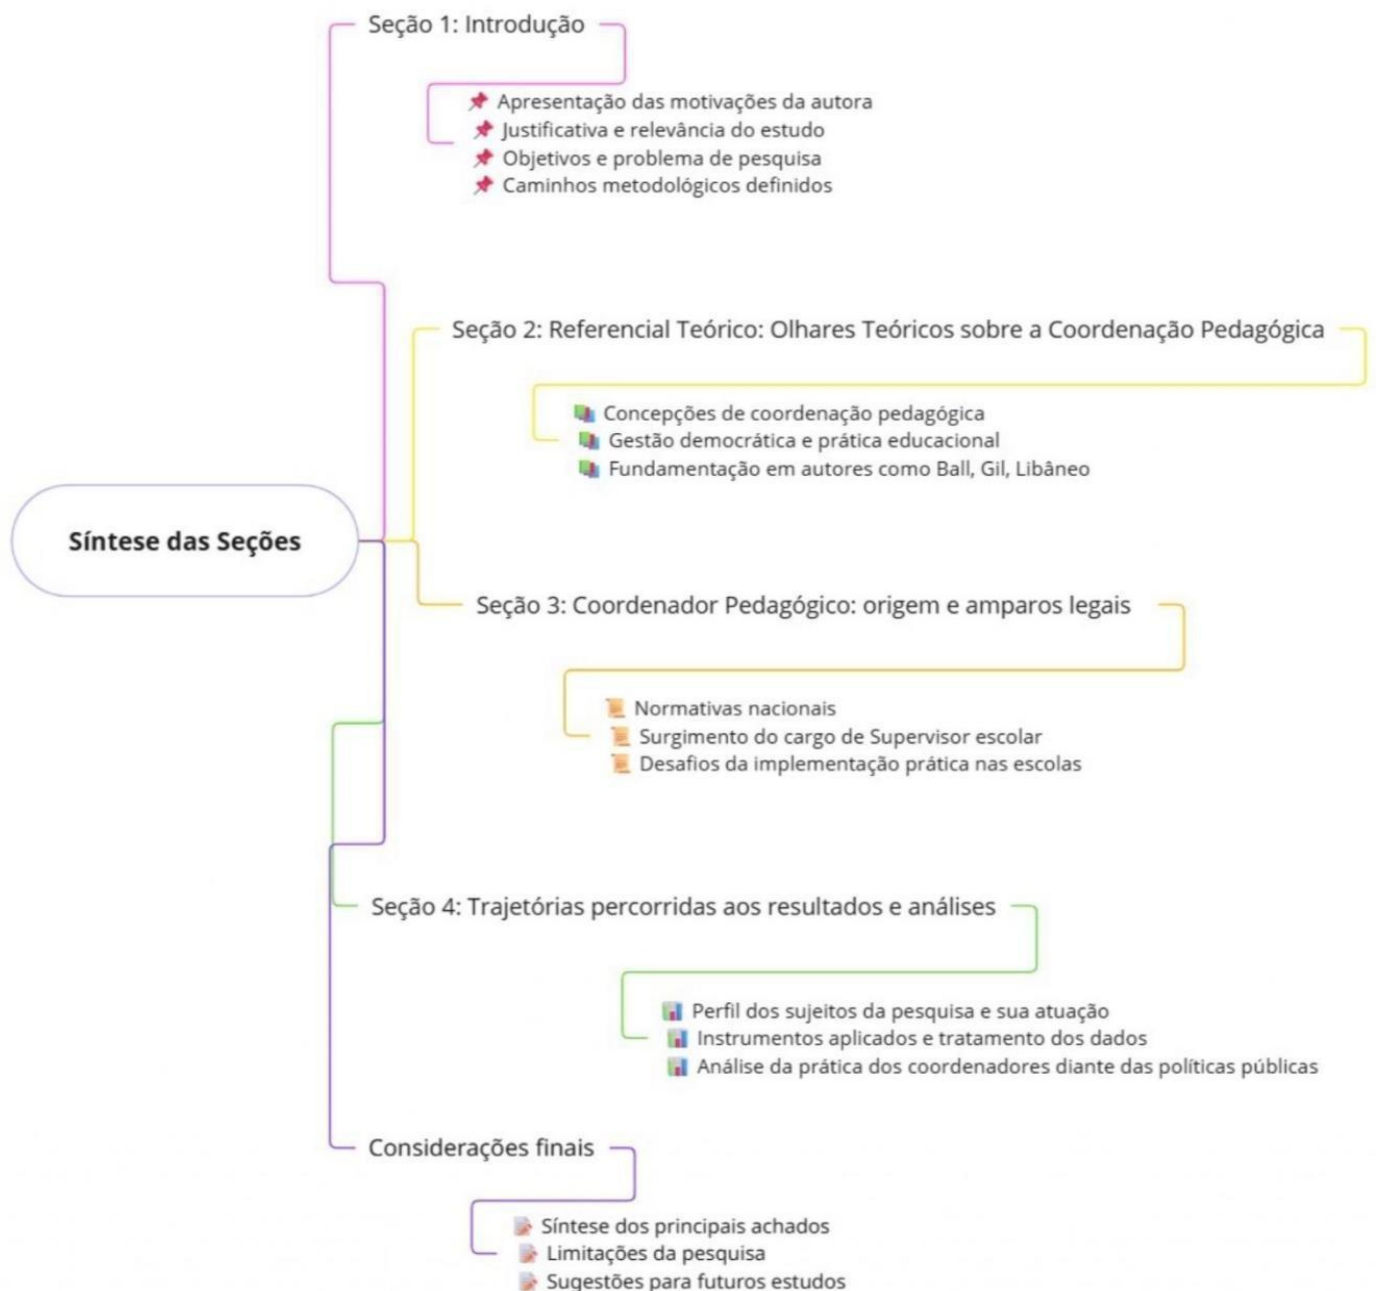 Seção 1: Introdução
📌 Apresentação das motivações da autora
📌 Justificativa e relevância do estudo
📌 Objetivos e problema de pesquisa
📌 Caminhos metodológicos definidos
Seção 2: Referencial Teórico: Olhares Teóricos sobre a Coordenação Pedagógica
📚 Concepções de coordenação pedagógica
📚 Gestão democrática e prática educacional
📚 Fundamentação em autores como Ball, Gil, Libâneo
Síntese das Seções
Seção 3: Coordenador Pedagógico: origem e amparos legais
📜 Normativas nacionais
📜 Surgimento do cargo de Supervisor escolar
📜 Desafios da implementação prática nas escolas
Seção 4: Trajetórias percorridas aos resultados e análises
📊 Perfil dos sujeitos da pesquisa e sua atuação
📊 Instrumentos aplicados e tratamento dos dados
📊 Análise da prática dos coordenadores diante das políticas públicas
Considerações finais
📝 Síntese dos principais achados
📝 Limitações da pesquisa
📝 Sugestões para futuros estudos